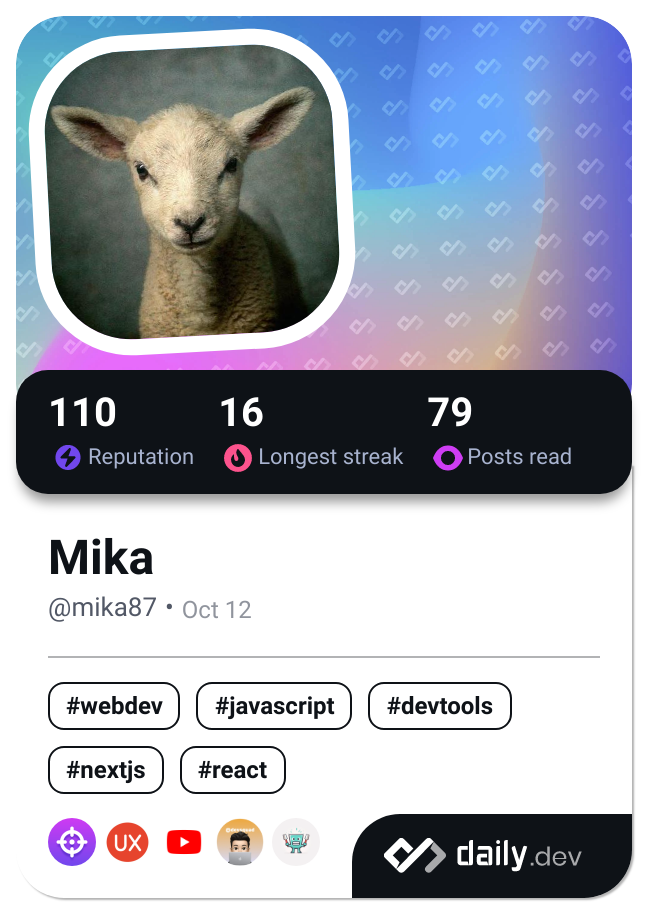 110 16 79
Reputation Longest streak Posts read
Mika
@mika87 • Oct 12
#webdev #javascript #devtools
#nextjs #react
UX
daily.dev